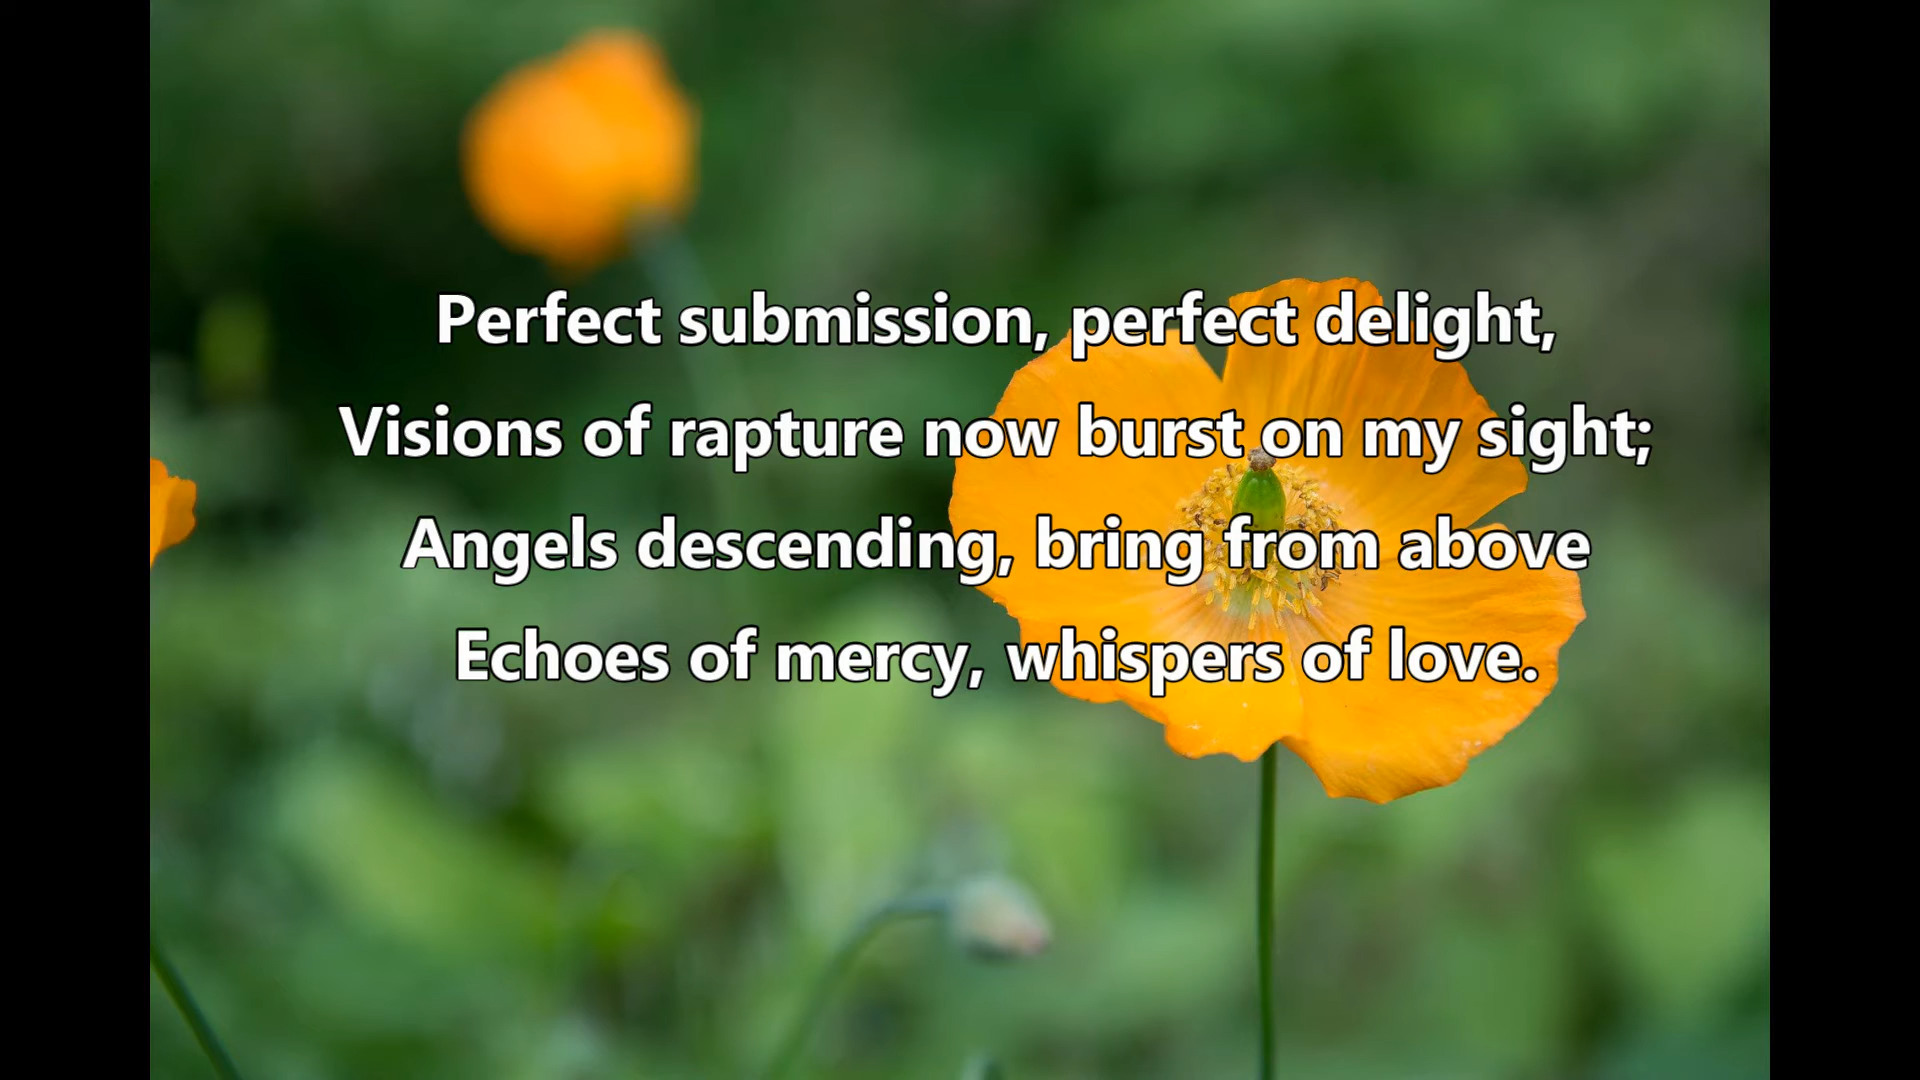 Perfect submission, perfect delight,
Visions of rapture now burst on my sight;
Angels descending, bring from above
Echoes of mercy, whispers of love.